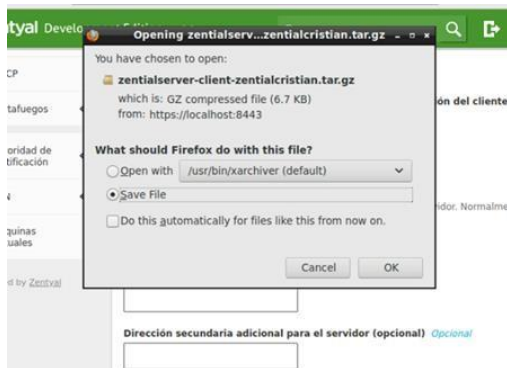 tyal Develo
Opening zentialserv...zentialcristian.tar.gz
You have chosen to open:
CP
zentialserver-client-zentialcristian.tar.gz
which is: GZ compressed file (6.7 KB)
from: https://localhost:8443
tafuegos
ón del cliente
What should Firefox do with this file?
oridad de
tificación
Open with /usr/bin/xarchiver (default)
Save File
idor. Normalme
Do this automatically for files like this from now on.
quinas
tuales
Cancel OK
d by Zentyal
Dirección secundaria adicional para el servidor (opcional) Opcional